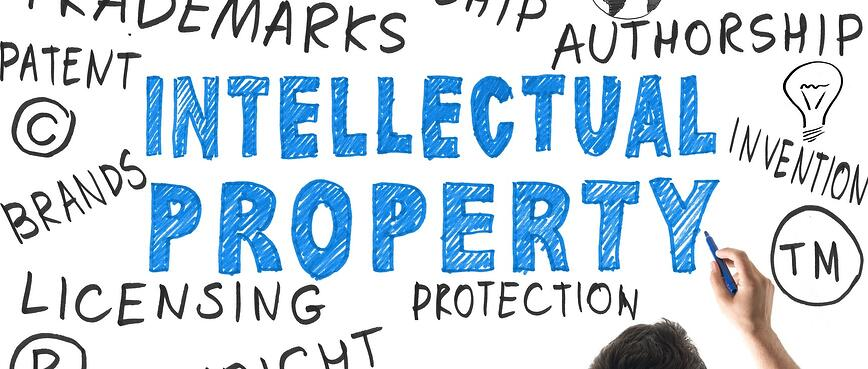 TRADEMARKS
AUTHORSHIP
PATENT
©
INTELLECTUAL
PROPERTY
INVENTION
BRANDS
TM
LICENSING
PROTECTION
R